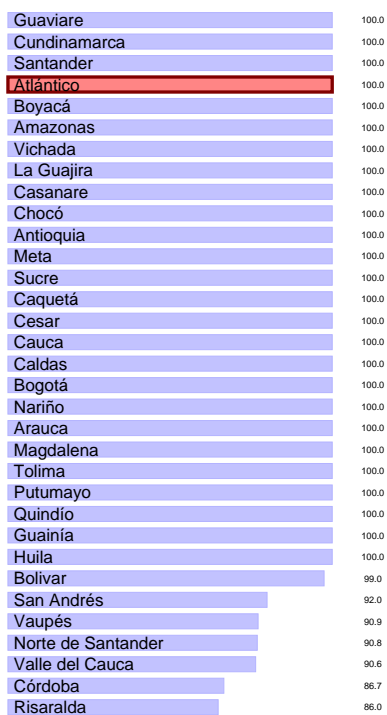 Guaviare 100.0
Cundinamarca 100.0
Santander 100.0
Atlántico 100.0
Boyacá 100.0
Amazonas 100.0
Vichada 100.0
La Guajira 100.0
Casanare 100.0
Chocó 100.0
Antioquia 100.0
Meta 100.0
Sucre 100.0
Caquetá 100.0
Cesar 100.0
Cauca 100.0
Caldas 100.0
Bogotá 100.0
Nariño 100.0
Arauca 100.0
Magdalena 100.0
Tolima 100.0
Putumayo 100.0
Quindío 100.0
Guainía 100.0
Huila 100.0
Bolivar 99.0
San Andrés 92.0
Vaupés 90.9
Norte de Santander 90.8
Valle del Cauca 90.6
Córdoba 86.7
Risaralda 86.0